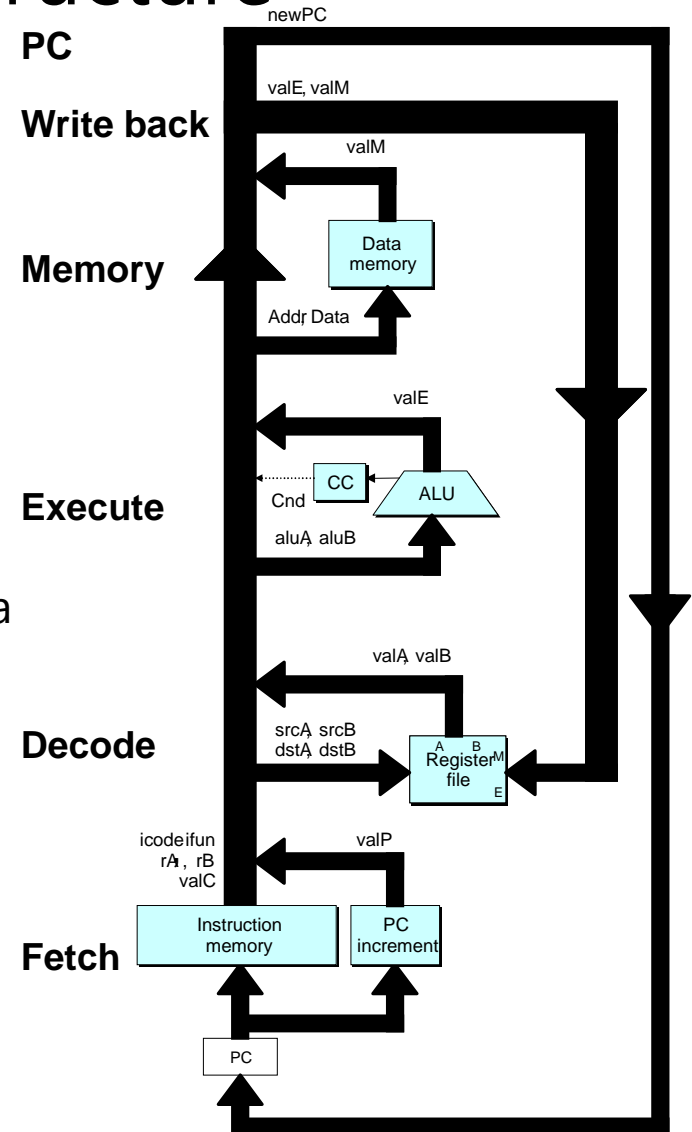 ructure
newPC
PC
valE, valM
Write back
valM
Data
memory
Memory
Addr, Data
valE
CC
ALU
Cnd
Execute
aluA, aluB
a
valA, valB
srcA, srcB
dstA, dstB
Decode
A B
Register M
file
E
icode ifun
rA, rB
valC
valP
Instruction
memory
PC
increment
Fetch
PC